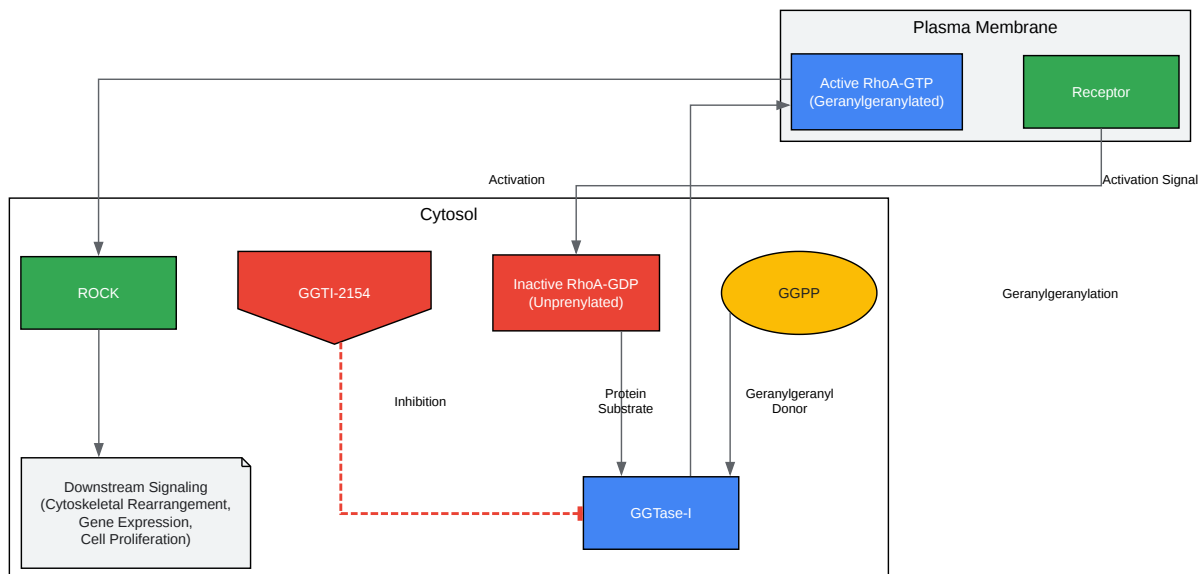 Plasma Membrane
Active RhoA-GTP
(Geranylgeranylated)
Receptor
Activation
Activation Signal
Cytosol
ROCK
GGTI-2154
Inactive RhoA-GDP
(Unprenylated)
GGPP
Geranylgeranylation
Inhibition
Protein
Substrate
Geranylgeranyl
Donor
Downstream Signaling
(Cytoskeletal Rearrangement,
Gene Expression,
Cell Proliferation)
GGTase-I